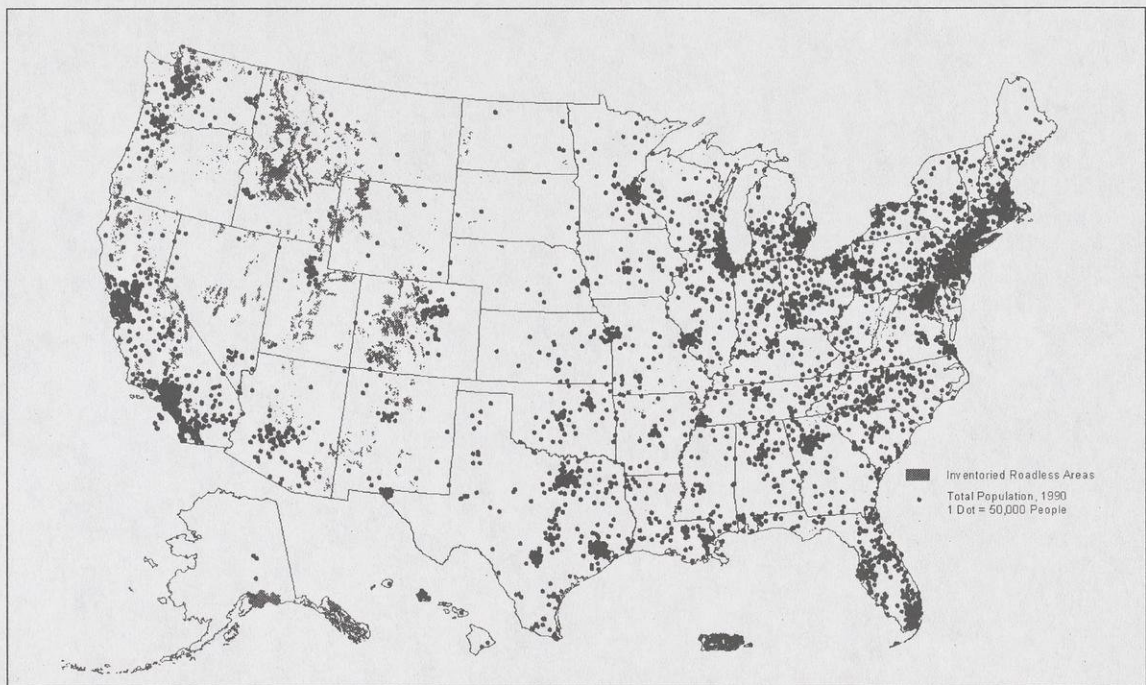 Inventoried Roadless Areas
Total Population, 1990
1 Dot = 50,000 People